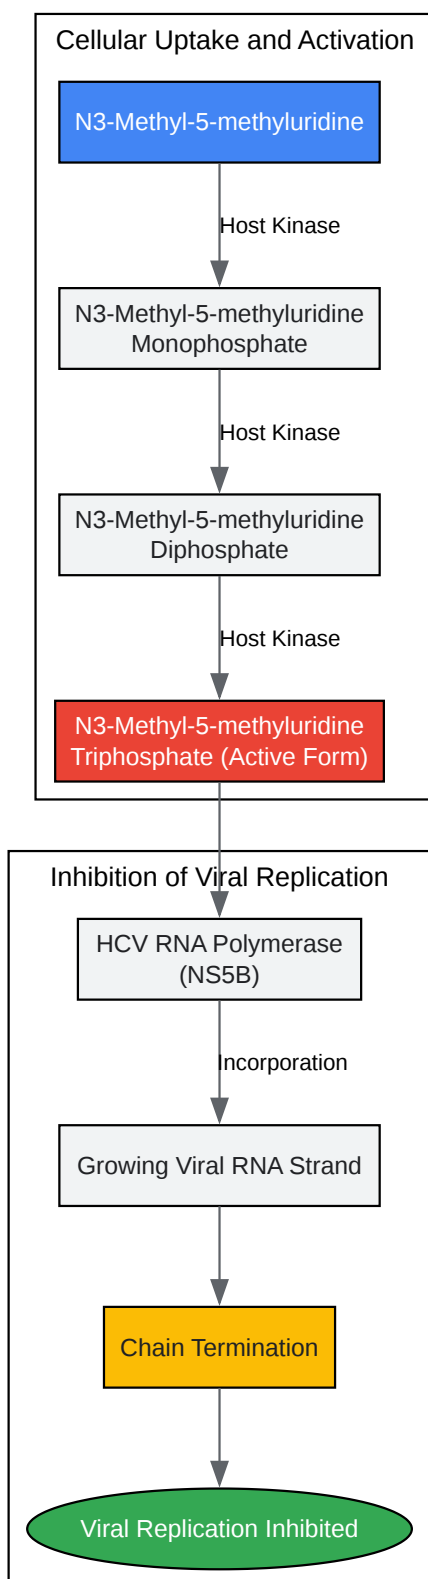 Cellular Uptake and Activation
N3-Methyl-5-methyluridine
Host Kinase
N3-Methyl-5-methyluridine
Monophosphate
Host Kinase
N3-Methyl-5-methyluridine
Diphosphate
Host Kinase
N3-Methyl-5-methyluridine
Triphosphate (Active Form)
Inhibition of Viral Replication
HCV RNA Polymerase
(NS5B)
Incorporation
Growing Viral RNA Strand
Chain Termination
Viral Replication Inhibited